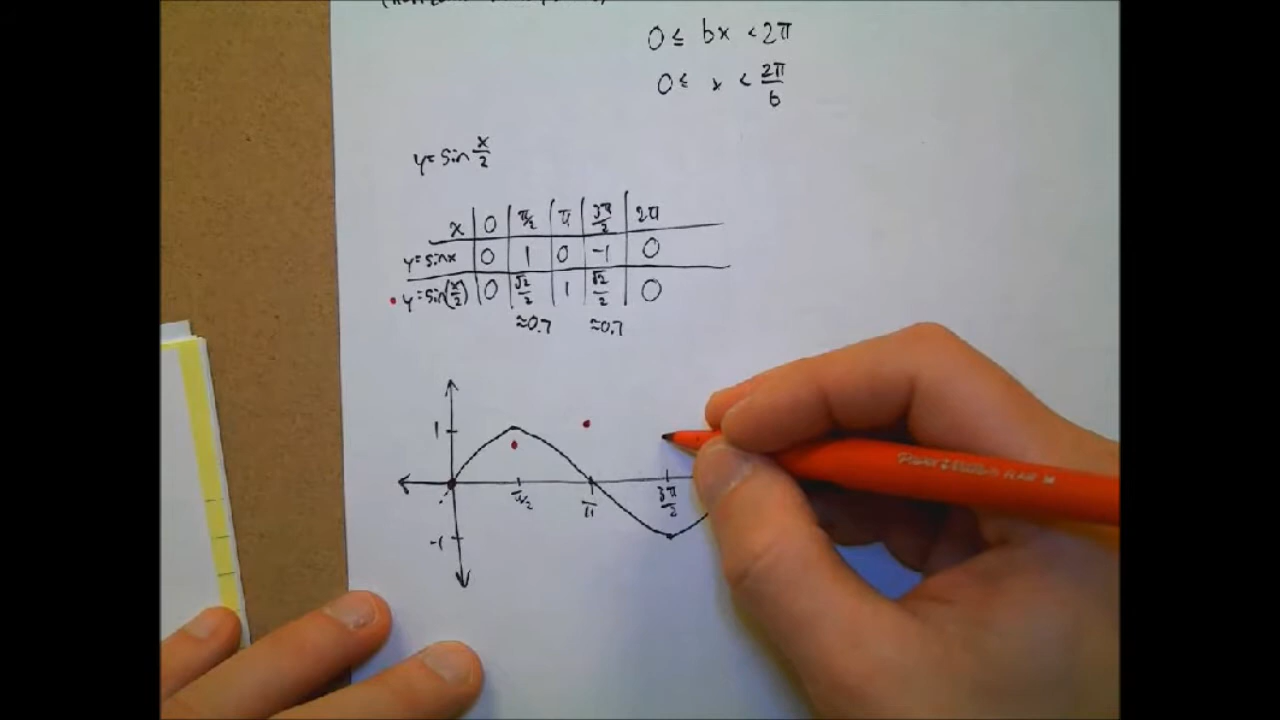 0 ≤ bx < 2π
0 ≤ x < 2π/b
y = sin x/2
x | 0 | π/2 | π | 3π/2 | 2π
y = sin x | 0 | 1 | 0 | -1 | 0
y = sin(x/2) | 0 | √2/2 | 1 | √2/2 | 0
≈0.7 ≈0.7
1
π/2 π 3π/2
-1